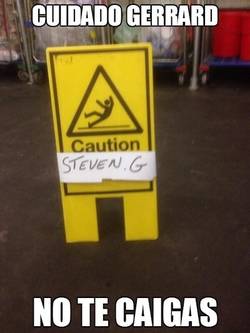 CUIDADO GERRARD
Caution
STEVEN.G
NO TE CAIGAS